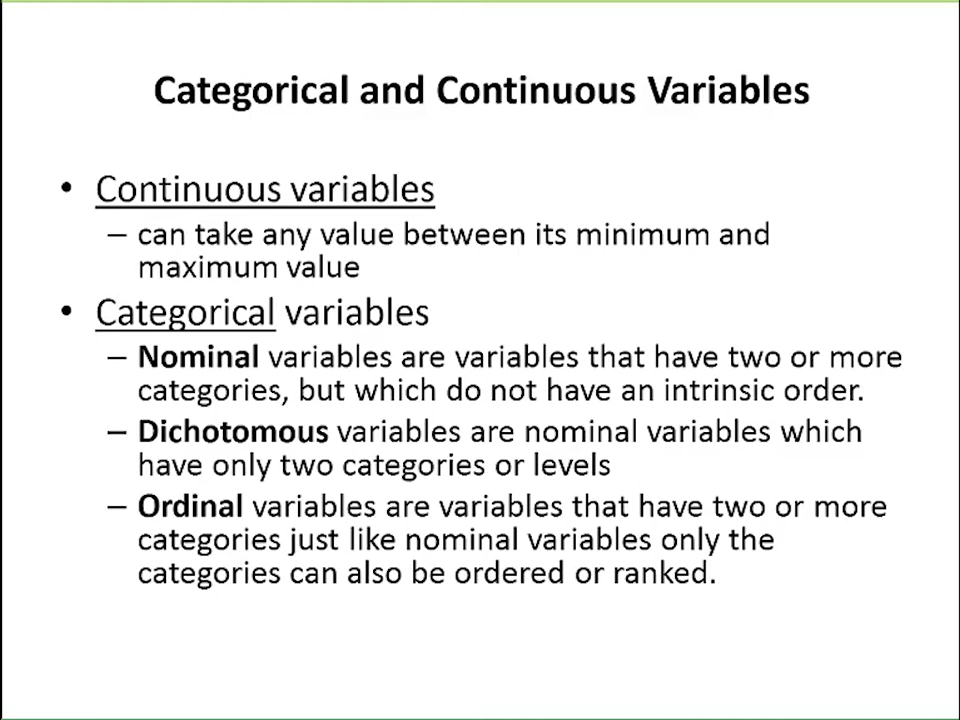 Categorical and Continuous Variables
• Continuous variables
– can take any value between its minimum and
maximum value
• Categorical variables
– Nominal variables are variables that have two or more
categories, but which do not have an intrinsic order.
– Dichotomous variables are nominal variables which
have only two categories or levels
– Ordinal variables are variables that have two or more
categories just like nominal variables only the
categories can also be ordered or ranked.